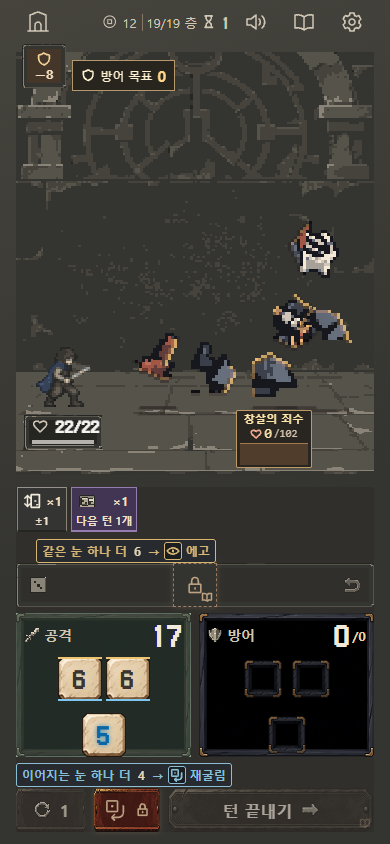 12 19/19 층 1
-8
방어 목표 0
22/22
창살의 죄수
0/102
×1
±1
×1
다음 턴 1개
같은 눈 하나 더 6 → 예고
공격 17
방어 0/0
6 6
5
이어지는 눈 하나 더 4 → 재굴림
1
턴 끝내기 ➡